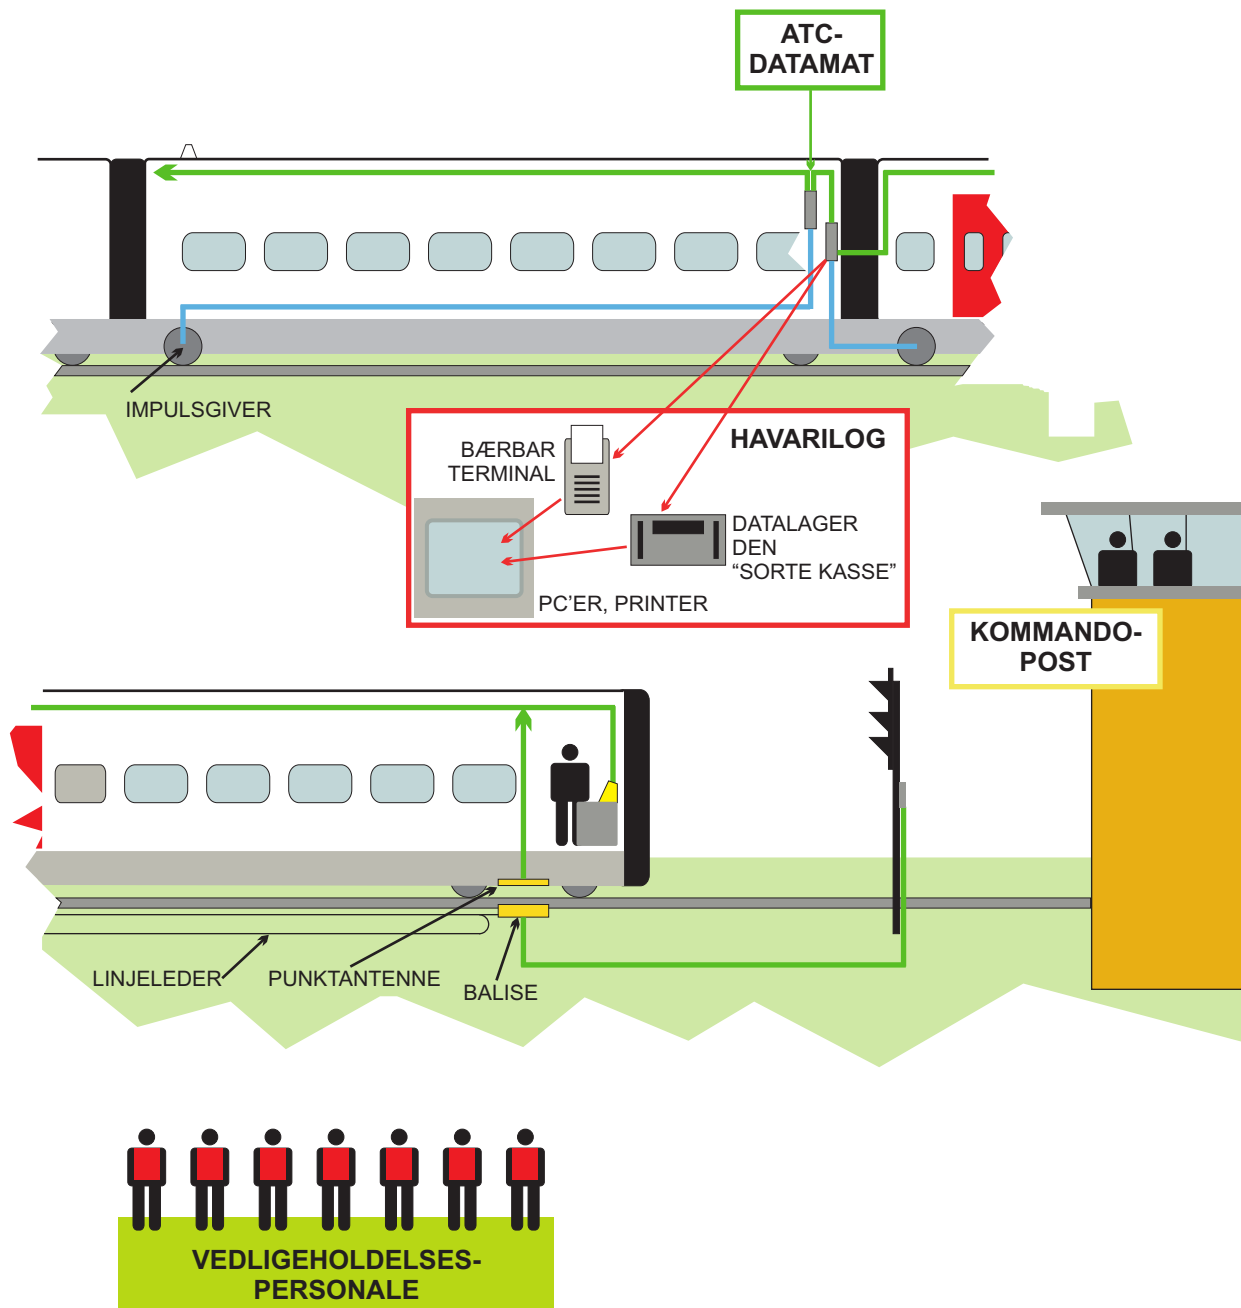 ATC-
DATAMAT
IMPULSGIVER
HAVARILOG
BÆRBAR
TERMINAL
DATALAGER
DEN
“SORTE KASSE”
PC’ER, PRINTER
KOMMANDO-
POST
LINJELEDER
PUNKTANTENNE
BALISE
VEDLIGEHOLDELSES-
PERSONALE